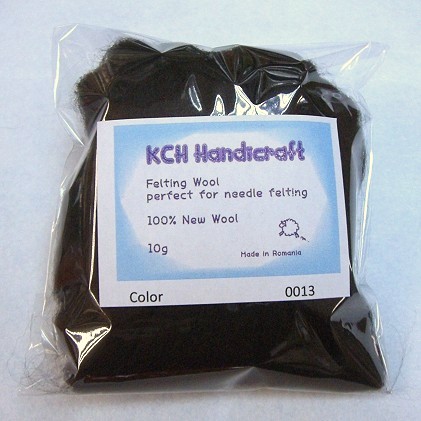 KCH Handicraft
Felting Wool
perfect for needle felting
100% New Wool
10g
Made in Romania
Color 0013